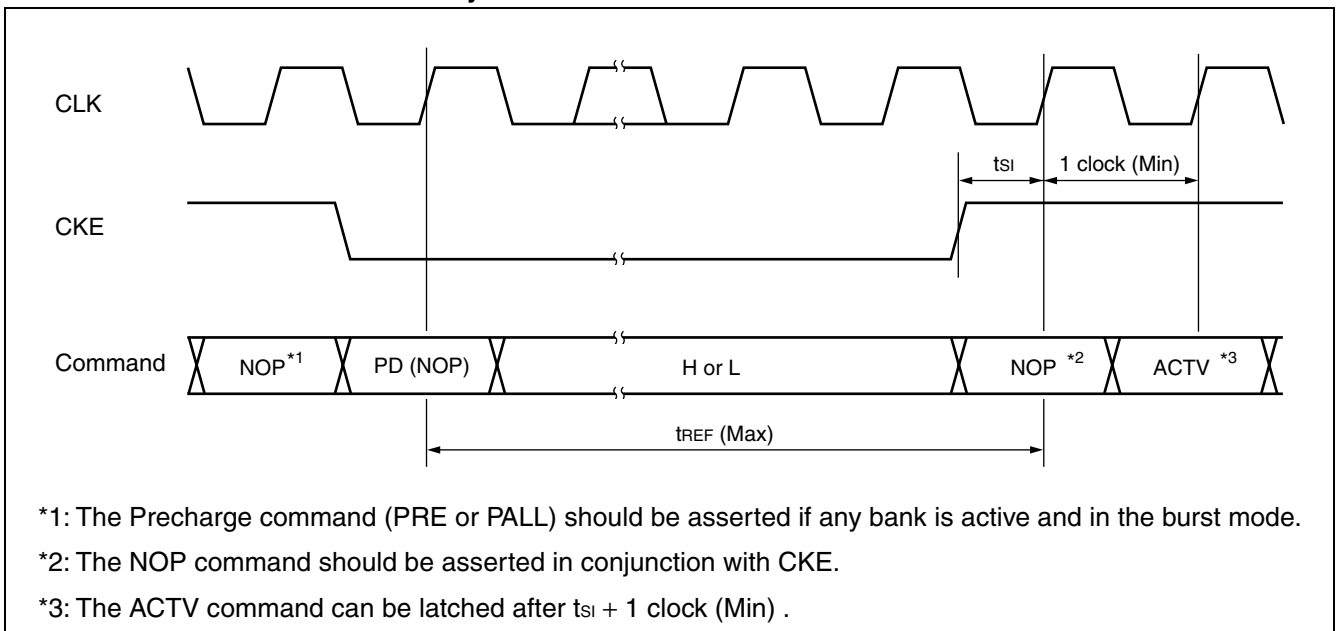 CLK
tSI
1 clock (Min)
CKE
Command
NOP*1
PD (NOP)
H or L
NOP *2
ACTV *3
tREF (Max)
*1: The Precharge command (PRE or PALL) should be asserted if any bank is active and in the burst mode.
*2: The NOP command should be asserted in conjunction with CKE.
*3: The ACTV command can be latched after tSI + 1 clock (Min) .